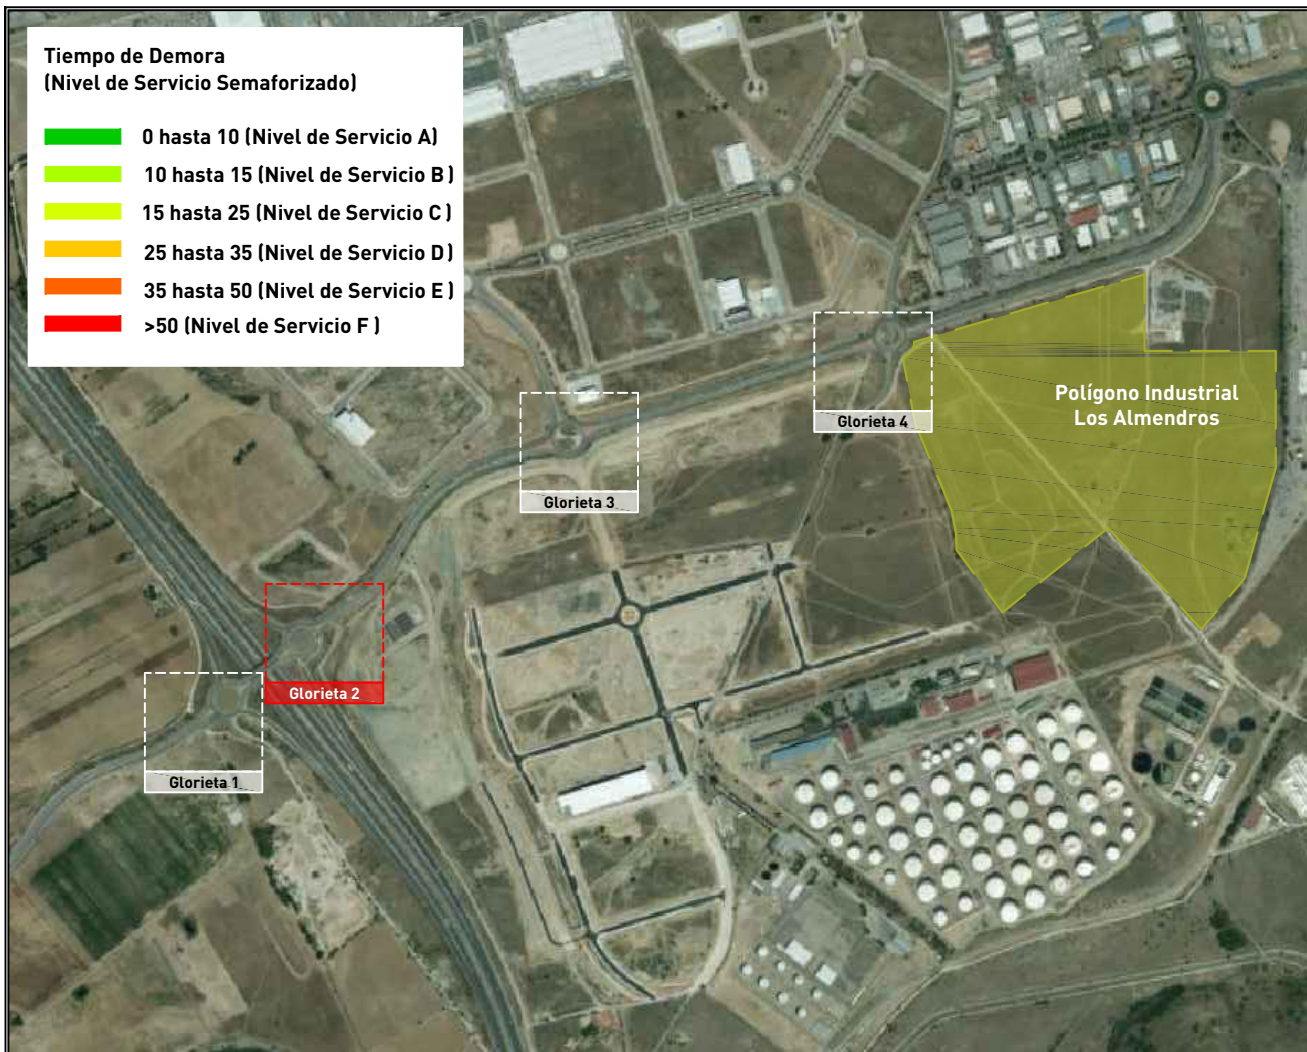 Tiempo de Demora
(Nivel de Servicio Semaforizado)
0 hasta 10 (Nivel de Servicio A)
10 hasta 15 (Nivel de Servicio B )
15 hasta 25 (Nivel de Servicio C )
25 hasta 35 (Nivel de Servicio D)
35 hasta 50 (Nivel de Servicio E )
>50 (Nivel de Servicio F )
Polígono Industrial
Los Almendros
Glorieta 4
Glorieta 3
Glorieta 2
Glorieta 1